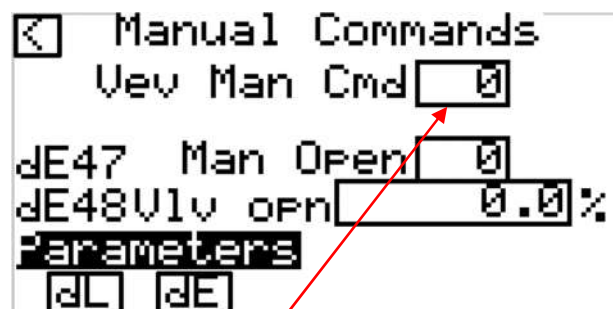 < Manual Commands
Vev Man Cmd 0
dE47 Man Open 0
dE48Vlv opn 0.0%
Parameters
dL dE